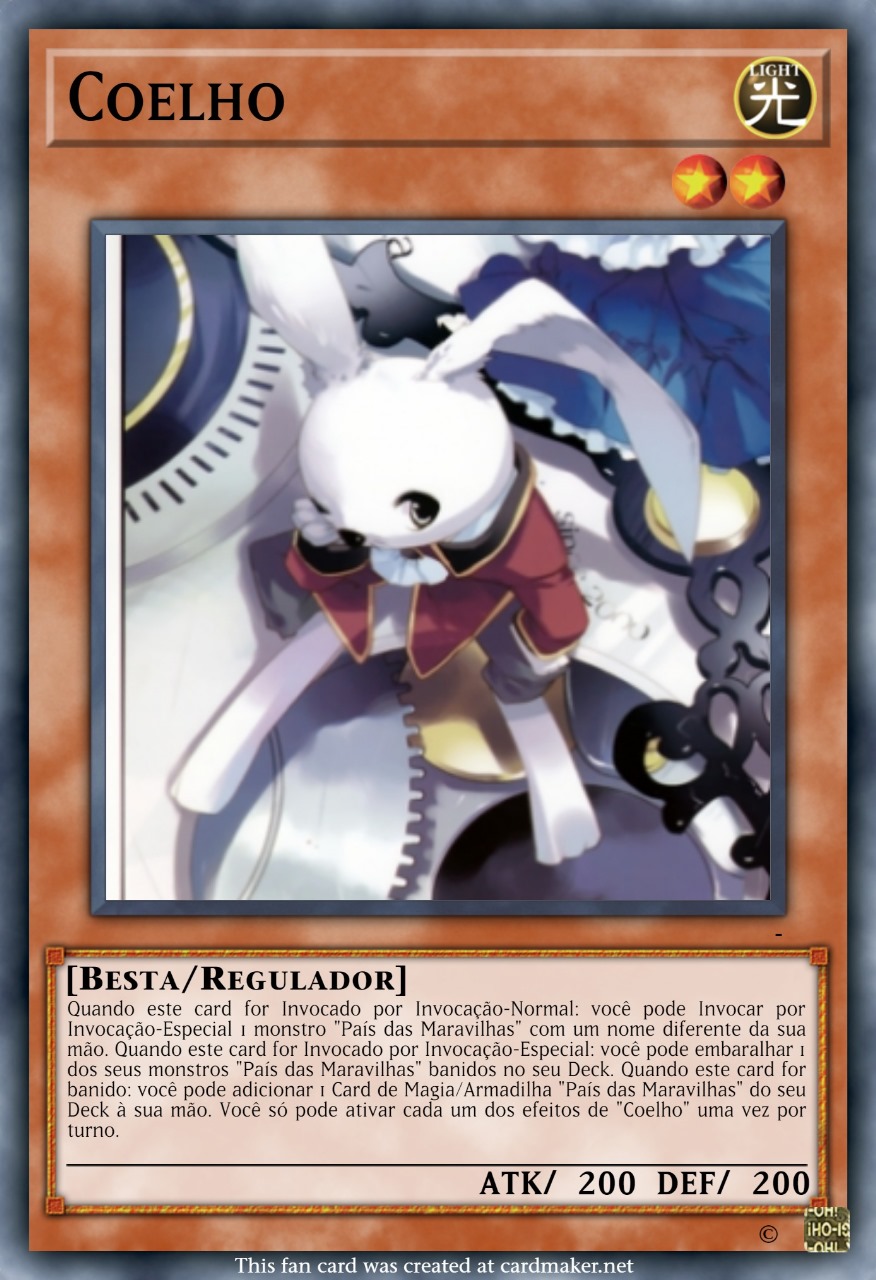 Coelho
LIGHT
光
[Besta/Regulador]
Quando este card for Invocado por Invocação-Normal: você pode Invocar por
Invocação-Especial 1 monstro "País das Maravilhas" com um nome diferente da sua
mão. Quando este card for Invocado por Invocação-Especial: você pode embaralhar 1
dos seus monstros "País das Maravilhas" banidos no seu Deck. Quando este card for
banido: você pode adicionar 1 Card de Magia/Armadilha "País das Maravilhas" do seu
Deck à sua mão. Você só pode ativar cada um dos efeitos de "Coelho" uma vez por
turno.
ATK/ 200 DEF/ 200
©
This fan card was created at cardmaker.net